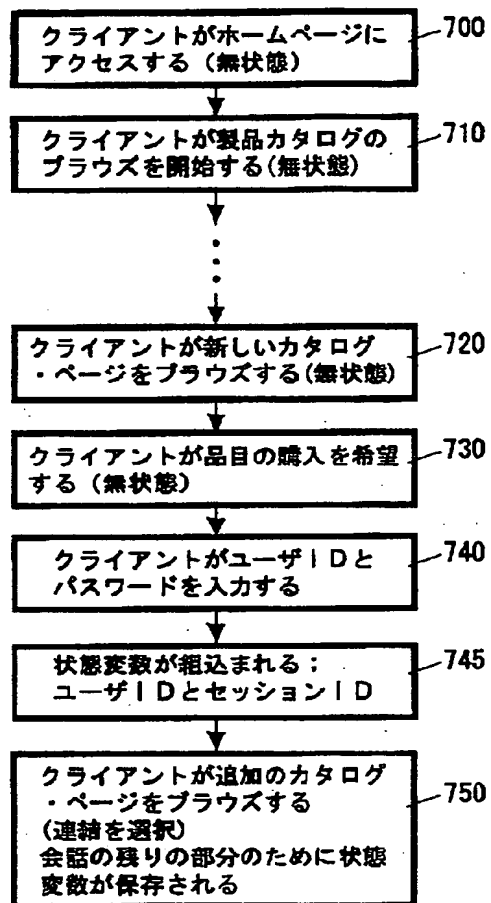 クライアントがホームページに
アクセスする (無状態)
700
クライアントが製品カタログの
ブラウズを開始する(無状態)
710
クライアントが新しいカタログ
・ページをブラウズする(無状態)
720
クライアントが品目の購入を希望
する (無状態)
730
クライアントがユーザIDと
パスワードを入力する
740
状態変数が組込まれる;
ユーザIDとセッションID
745
クライアントが追加のカタログ
・ページをブラウズする
(連結を選択)
会話の残りの部分のために状態
変数が保存される
750